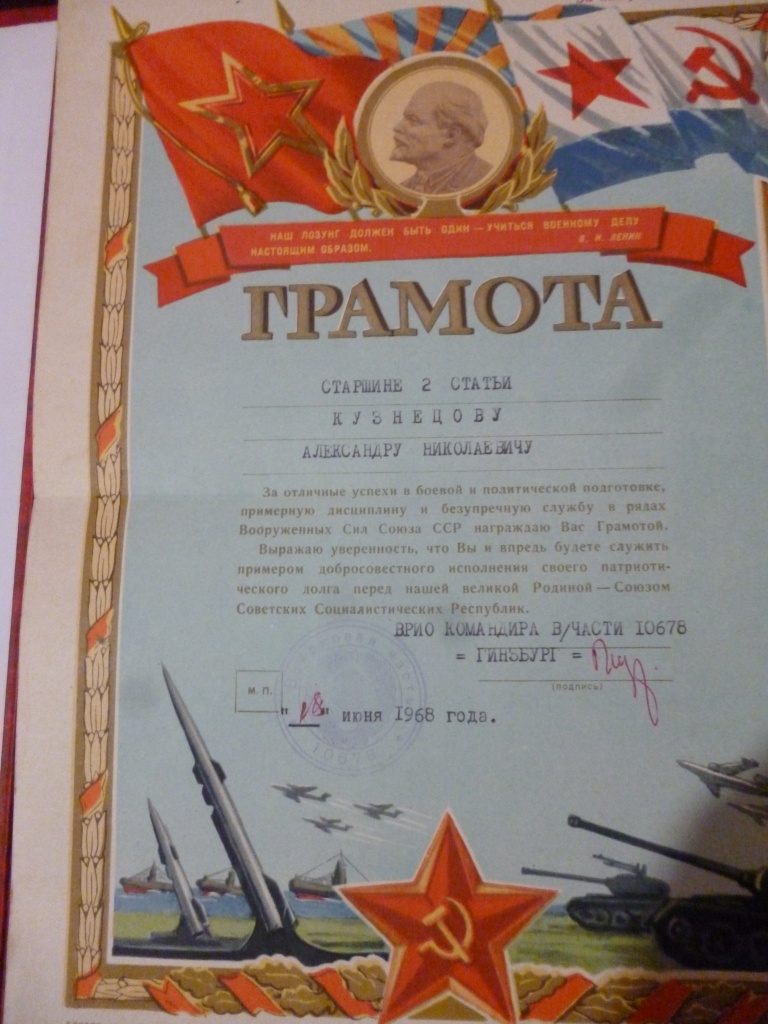 НАШ ЛОЗУНГ ДОЛЖЕН БЫТЬ ОДИН — УЧИТЬСЯ ВОЕННОМУ ДЕЛУ
НАСТОЯЩИМ ОБРАЗОМ.
В. И. ЛЕНИН
ГРАМОТА
СТАРШИНЕ 2 СТАТЬИ
КУЗНЕЦОВУ
АЛЕКСАНДРУ НИКОЛАЕВИЧУ
За отличные успехи в боевой и политической подготовке,
примерную дисциплину и безупречную службу в рядах
Вооруженных Сил Союза ССР награждаю Вас Грамотой.
Выражаю уверенность, что Вы и впредь будете служить
примером добросовестного исполнения своего патриоти-
ческого долга перед нашей великой Родиной — Союзом
Советских Социалистических Республик.
ВРИО КОМАНДИРА В/ЧАСТИ 10678
= ГИНЗБУРГ =
(подпись)
М. П.
"18" июня 1968 года.
10678